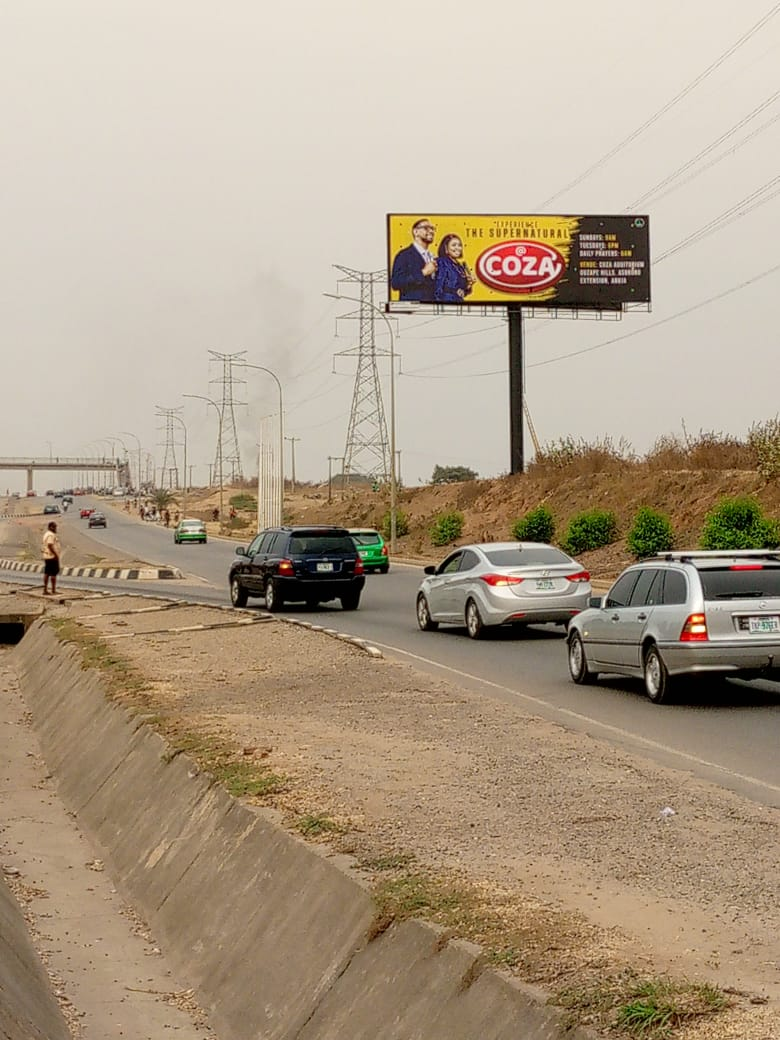 EXPERIENCE
THE SUPERNATURAL
@
COZA
SUNDAYS: 9AM
TUESDAYS: 6PM
DAILY PRAYERS: 6AM
VENUE: COZA AUDITORIUM
GUZAPE HILLS, ASOKORO
EXTENSION, ABUJA